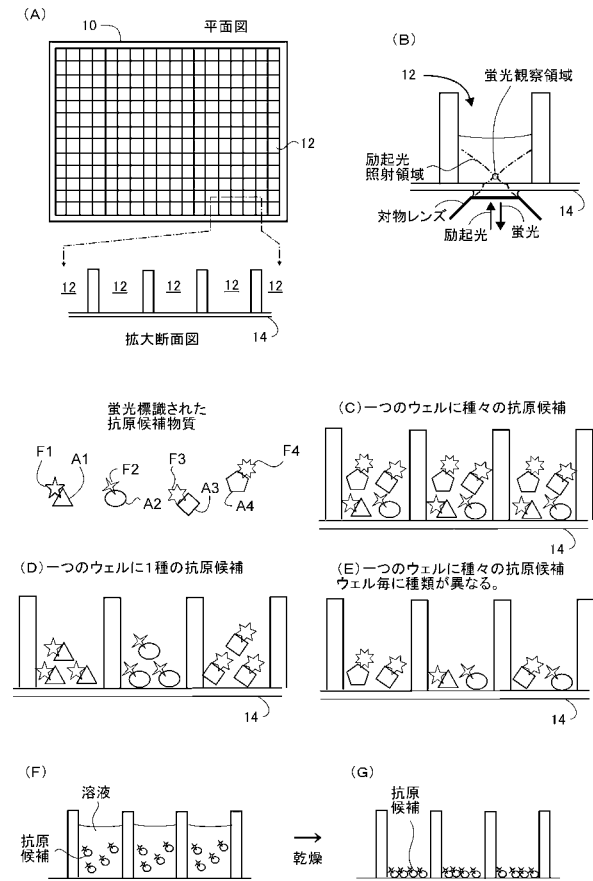 (A)
10
平面図
12
12 12 12 12 12
14
拡大断面図
(B)
12
蛍光観察領域
励起光
照射領域
14
対物レンズ
励起光
蛍光
蛍光標識された
抗原候補物質
F1
A1
F2
A2
F3
A3
F4
A4
(C)一つのウェルに種々の抗原候補
14
(D)一つのウェルに1種の抗原候補
14
(E)一つのウェルに種々の抗原候補
ウェル毎に種類が異なる。
14
(F)
溶液
抗原
候補
乾燥
(G)
抗原
候補